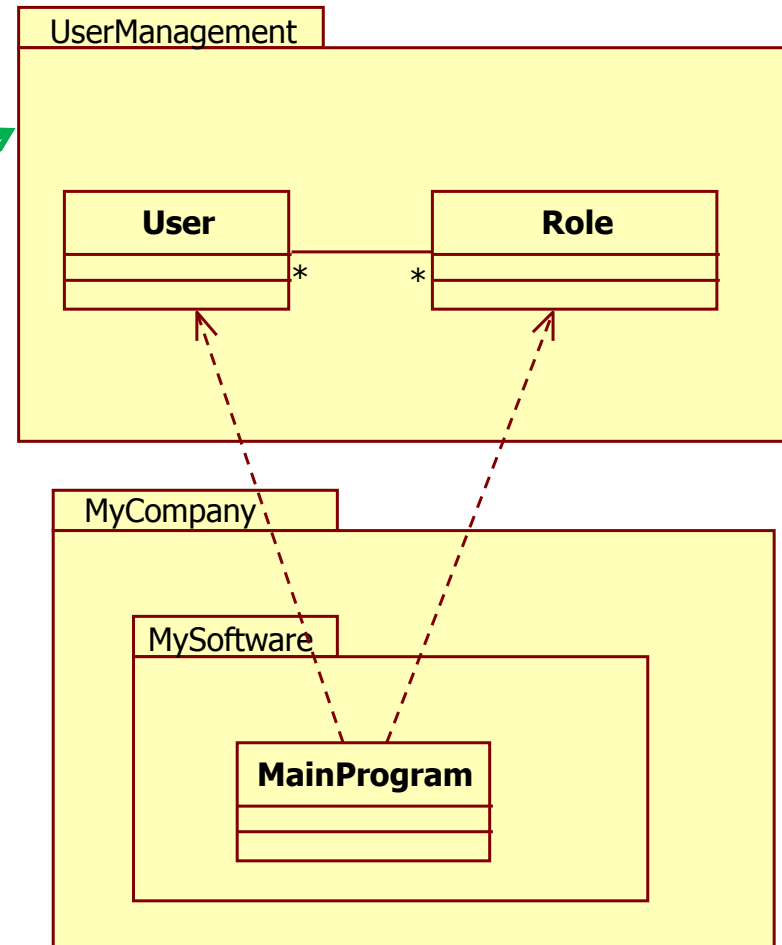 UserManagement
User
Role
*
*
MyCompany
MySoftware
MainProgram